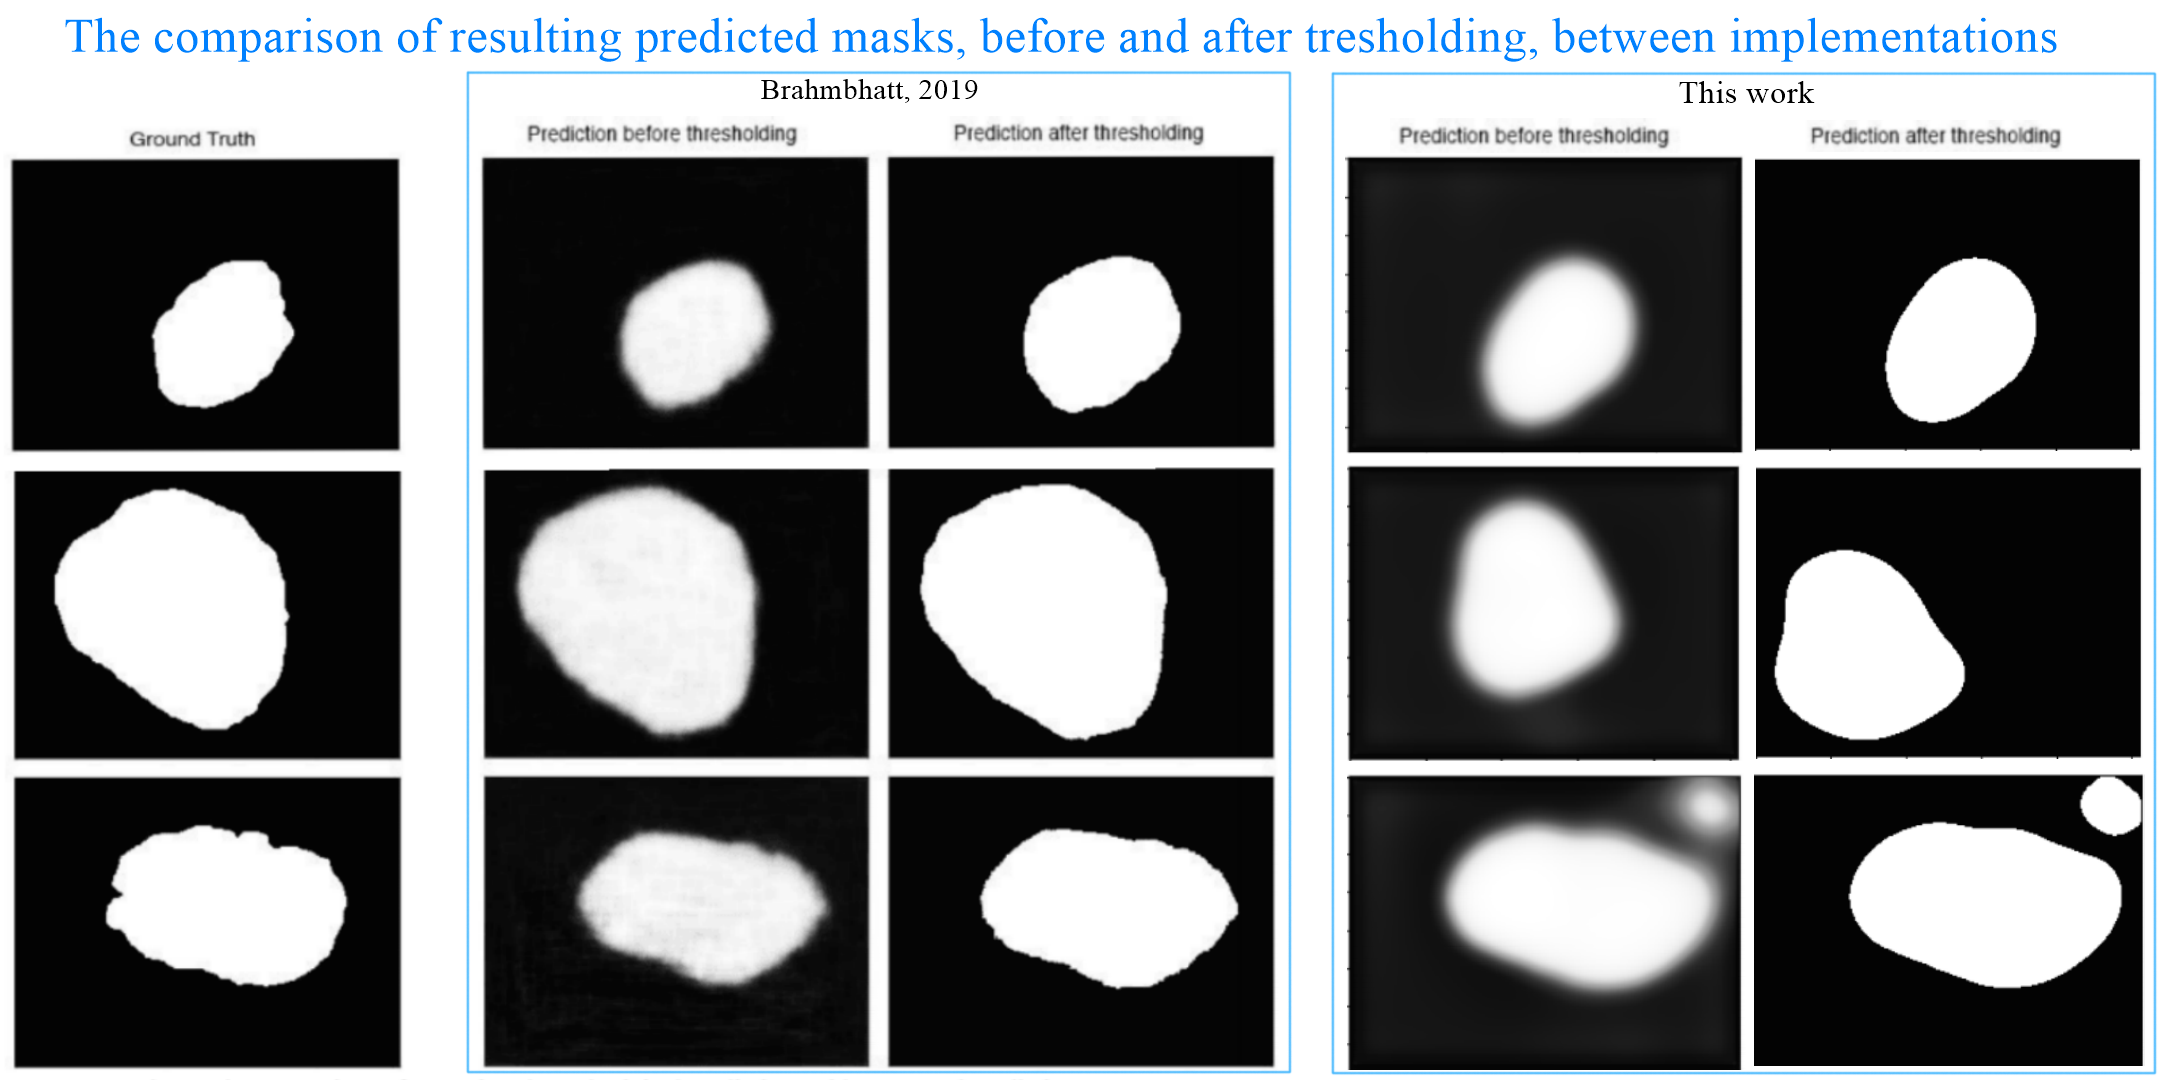 The comparison of resulting predicted masks, before and after tresholding, between implementations
Brahmbhatt, 2019
This work
Ground Truth
Prediction before thresholding
Prediction after thresholding
Prediction before thresholding
Prediction after thresholding